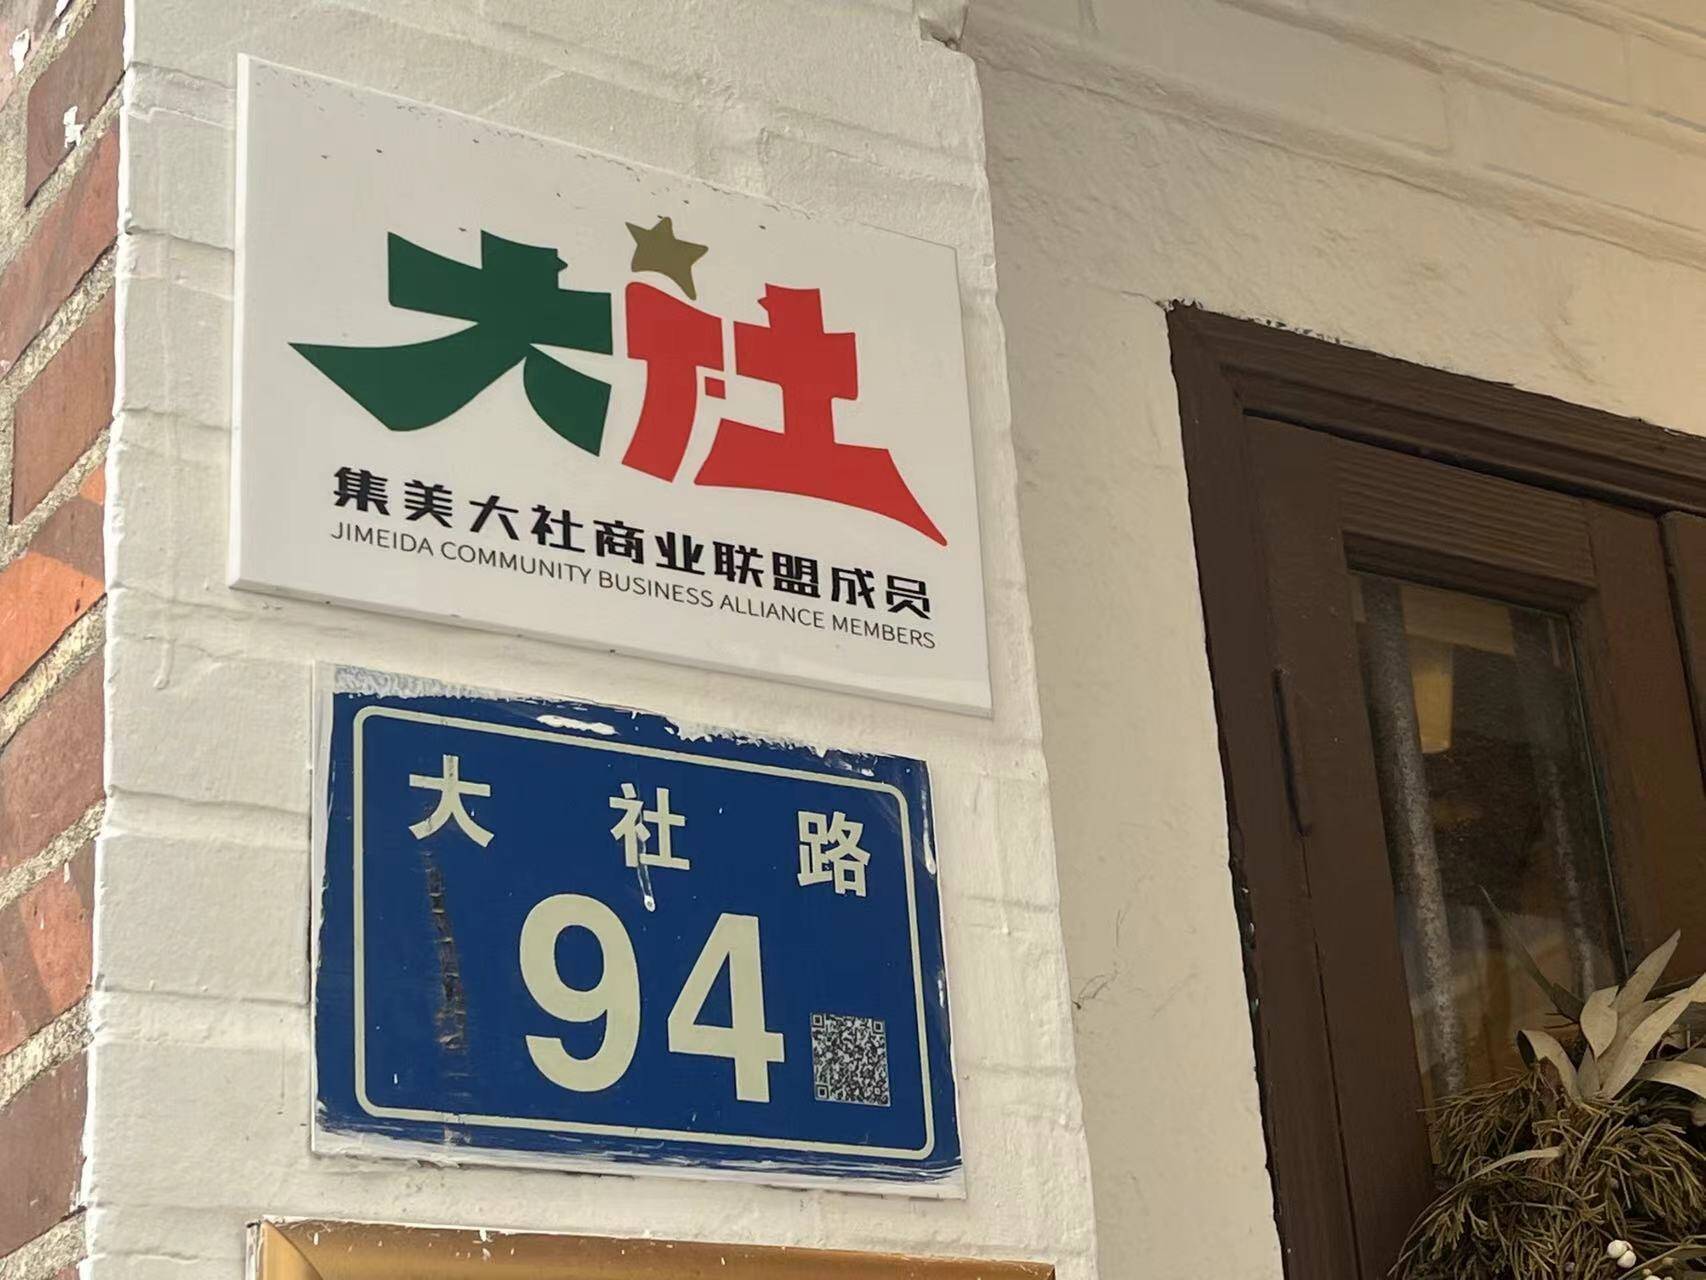 大社
集美大社商业联盟成员
JIMEIDA COMMUNITY BUSINESS ALLIANCE MEMBERS
大社路
94